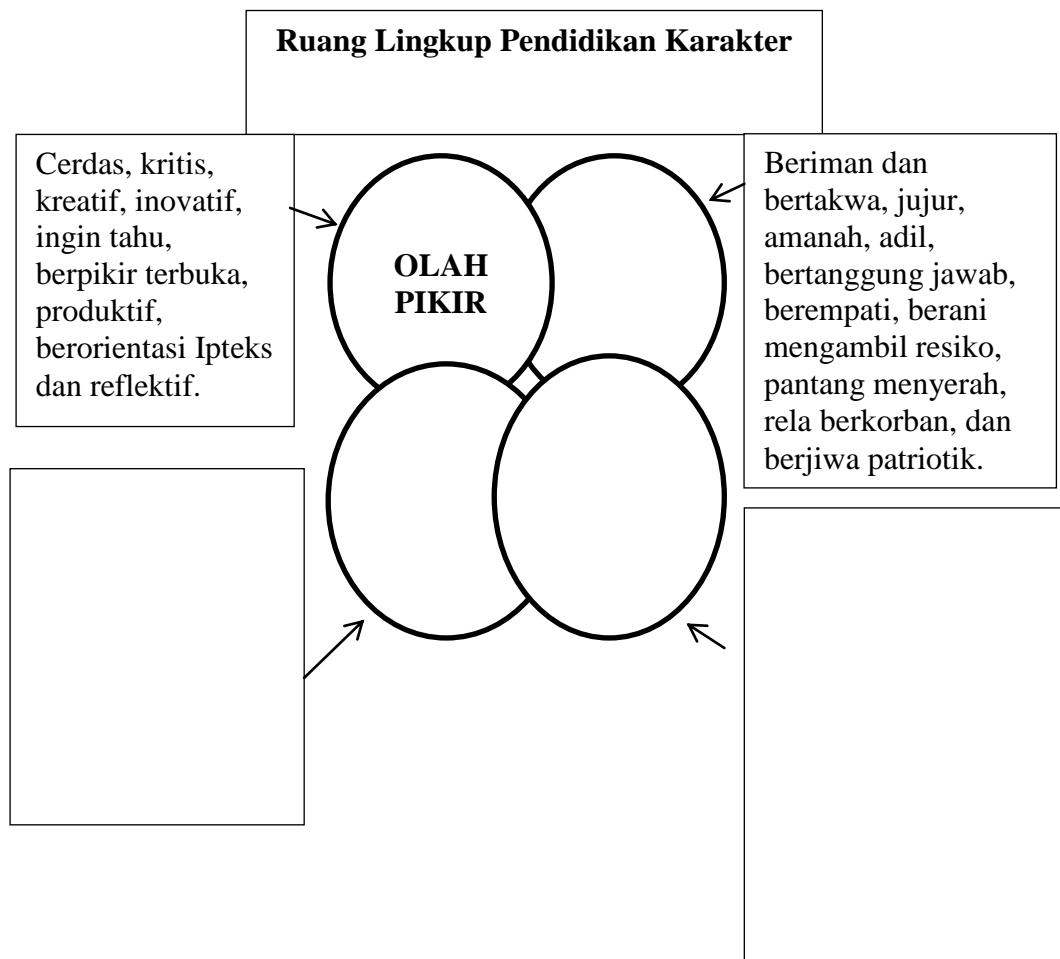 Ruang Lingkup Pendidikan Karakter
Cerdas, kritis,
kreatif, inovatif,
ingin tahu,
berpikir terbuka,
produktif,
berorientasi Ipteks
dan reflektif.
OLAH
PIKIR
Beriman dan
bertakwa, jujur,
amanah, adil,
bertanggung jawab,
berempati, berani
mengambil resiko,
pantang menyerah,
rela berkorban, dan
berjiwa patriotik.